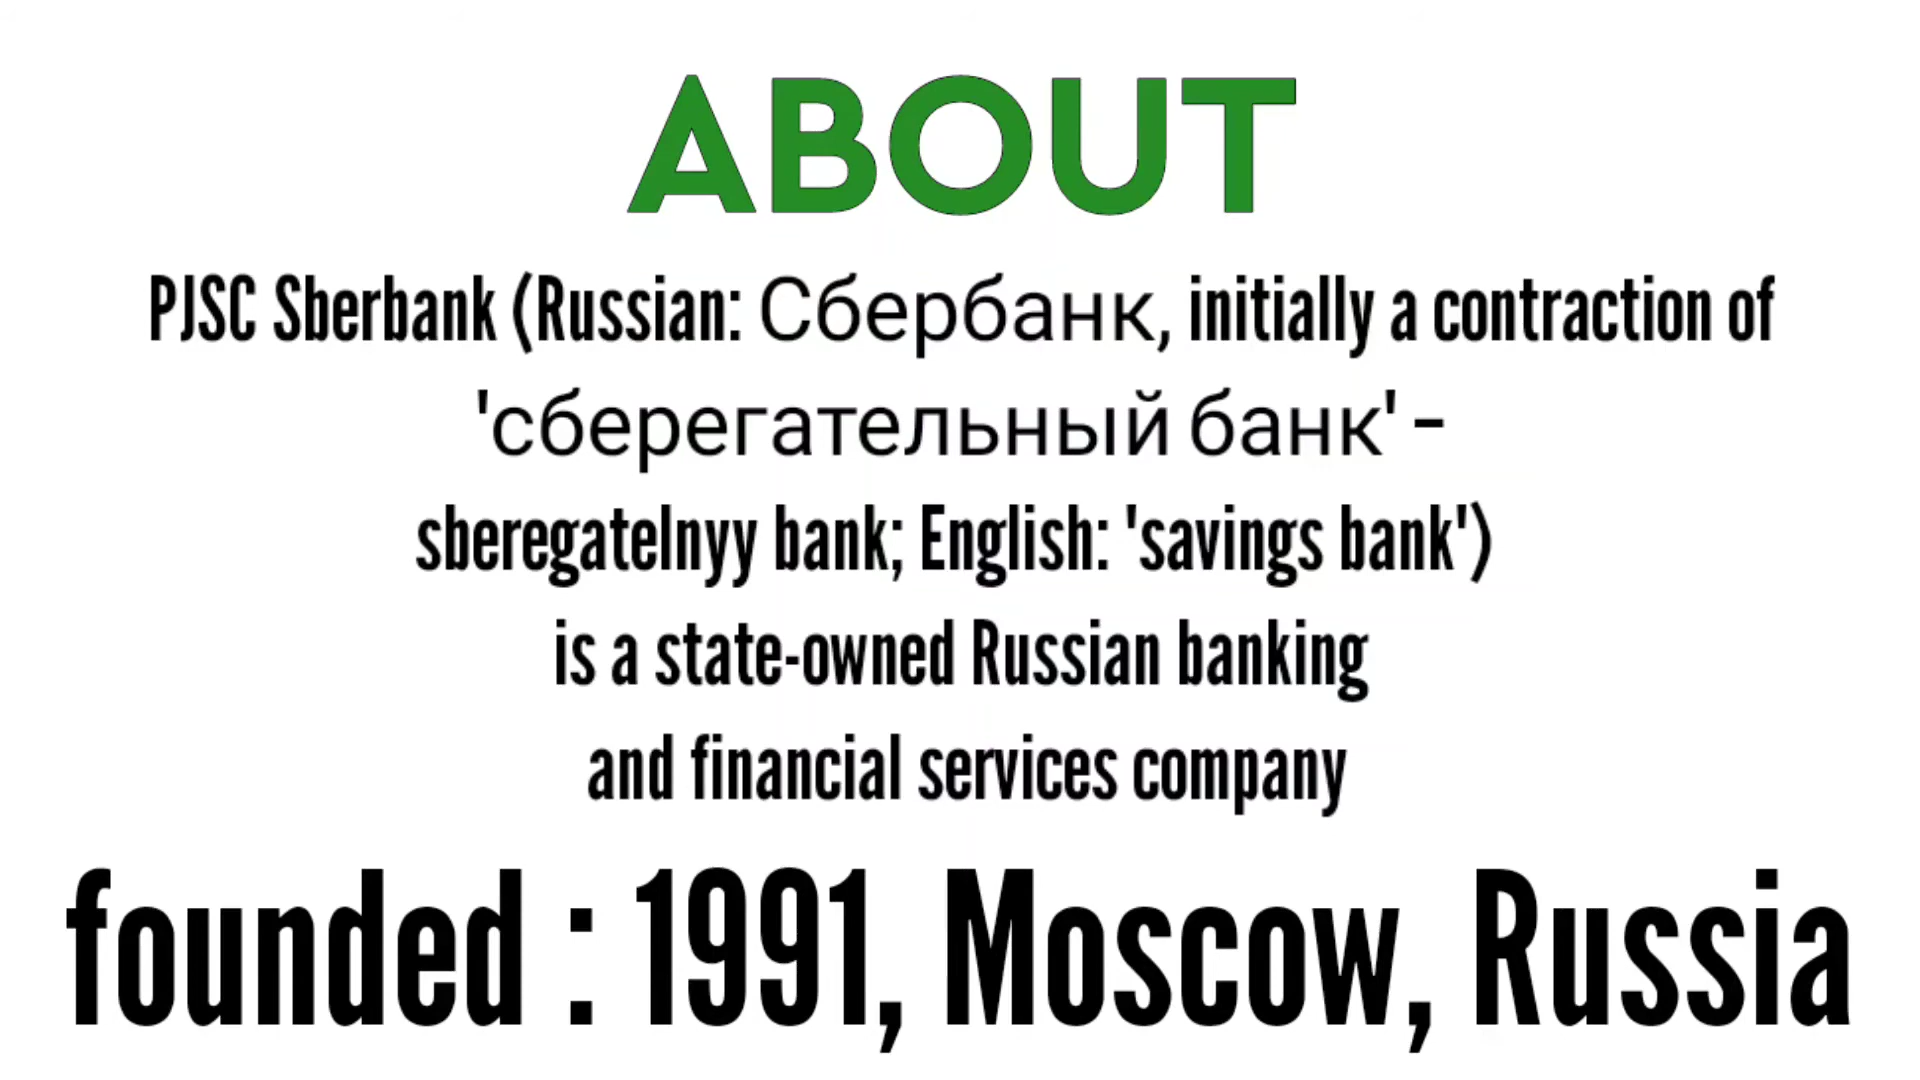 ABOUT
PJSC Sberbank (Russian: Сбербанк, initially a contraction of
'сберегательный банк' -
sberegatelnyy bank; English: 'savings bank')
is a state-owned Russian banking
and financial services company
founded : 1991, Moscow, Russia